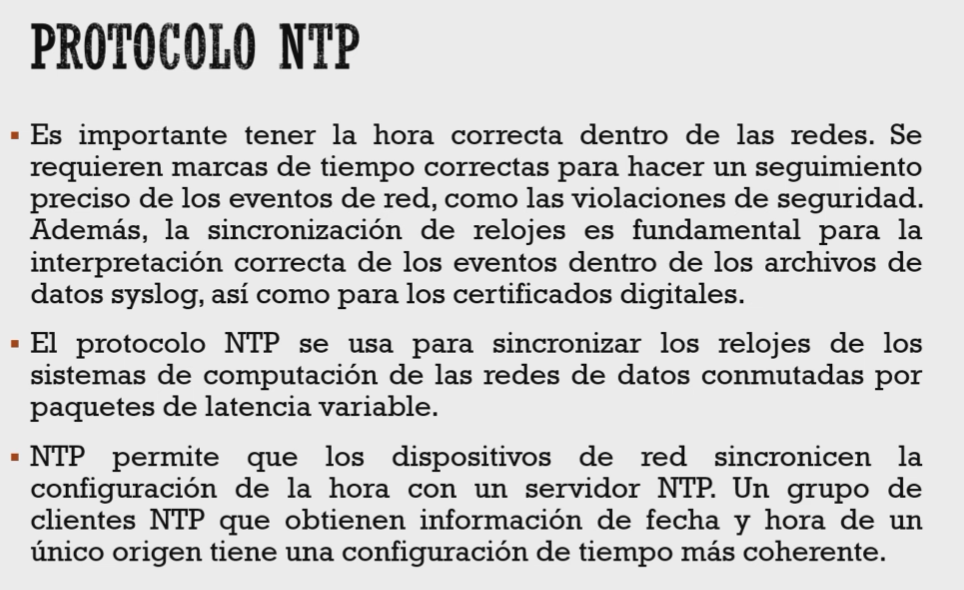 PROTOCOLO NTP
Es importante tener la hora correcta dentro de las redes. Se
requieren marcas de tiempo correctas para hacer un seguimiento
preciso de los eventos de red, como las violaciones de seguridad.
Además, la sincronización de relojes es fundamental para la
interpretación correcta de los eventos dentro de los archivos de
datos syslog, así como para los certificados digitales.
El protocolo NTP se usa para sincronizar los relojes de los
sistemas de computación de las redes de datos conmutadas por
paquetes de latencia variable.
NTP permite que los dispositivos de red sincronicen la
configuración de la hora con un servidor NTP. Un grupo de
clientes NTP que obtienen información de fecha y hora de un
único origen tiene una configuración de tiempo más coherente.